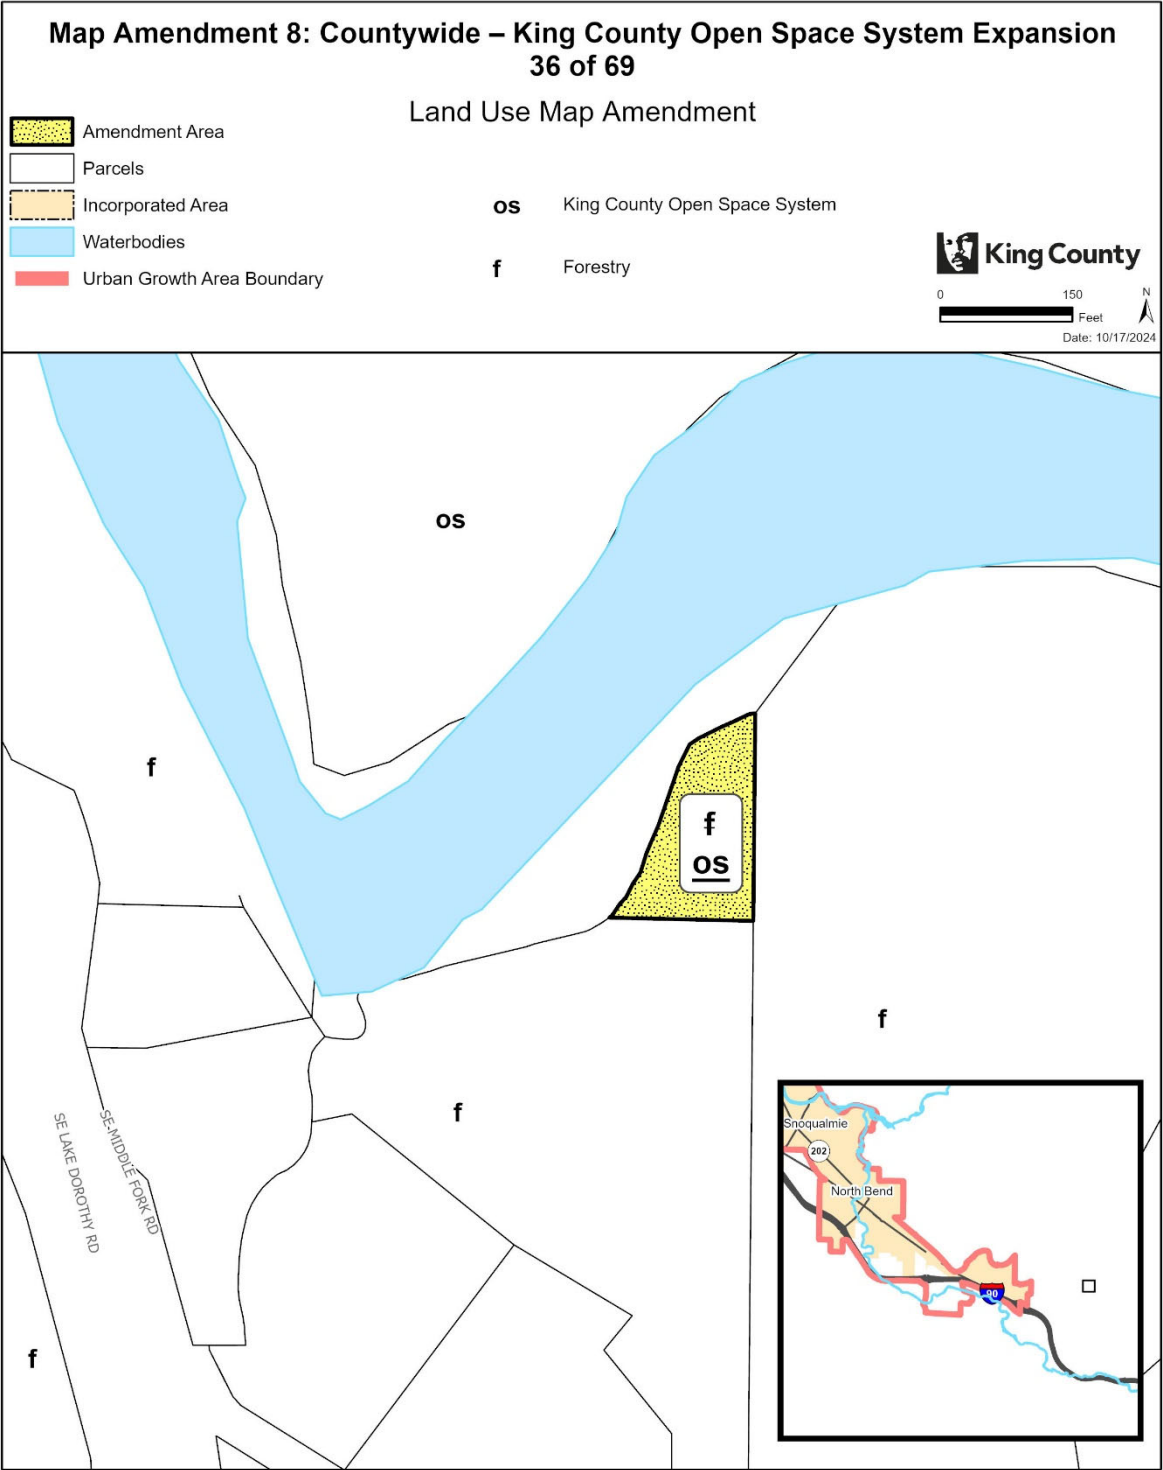 Map Amendment 8: Countywide – King County Open Space System Expansion
36 of 69
Land Use Map Amendment
Amendment Area
Parcels
Incorporated Area
Waterbodies
Urban Growth Area Boundary
os King County Open Space System
f Forestry
King County
0 150
Feet
N
Date: 10/17/2024
os
f
f
os
f
f
SE LAKE DOROTHY RD
SE MIDDLE FORK RD
f
Snoqualmie
202
North Bend
90